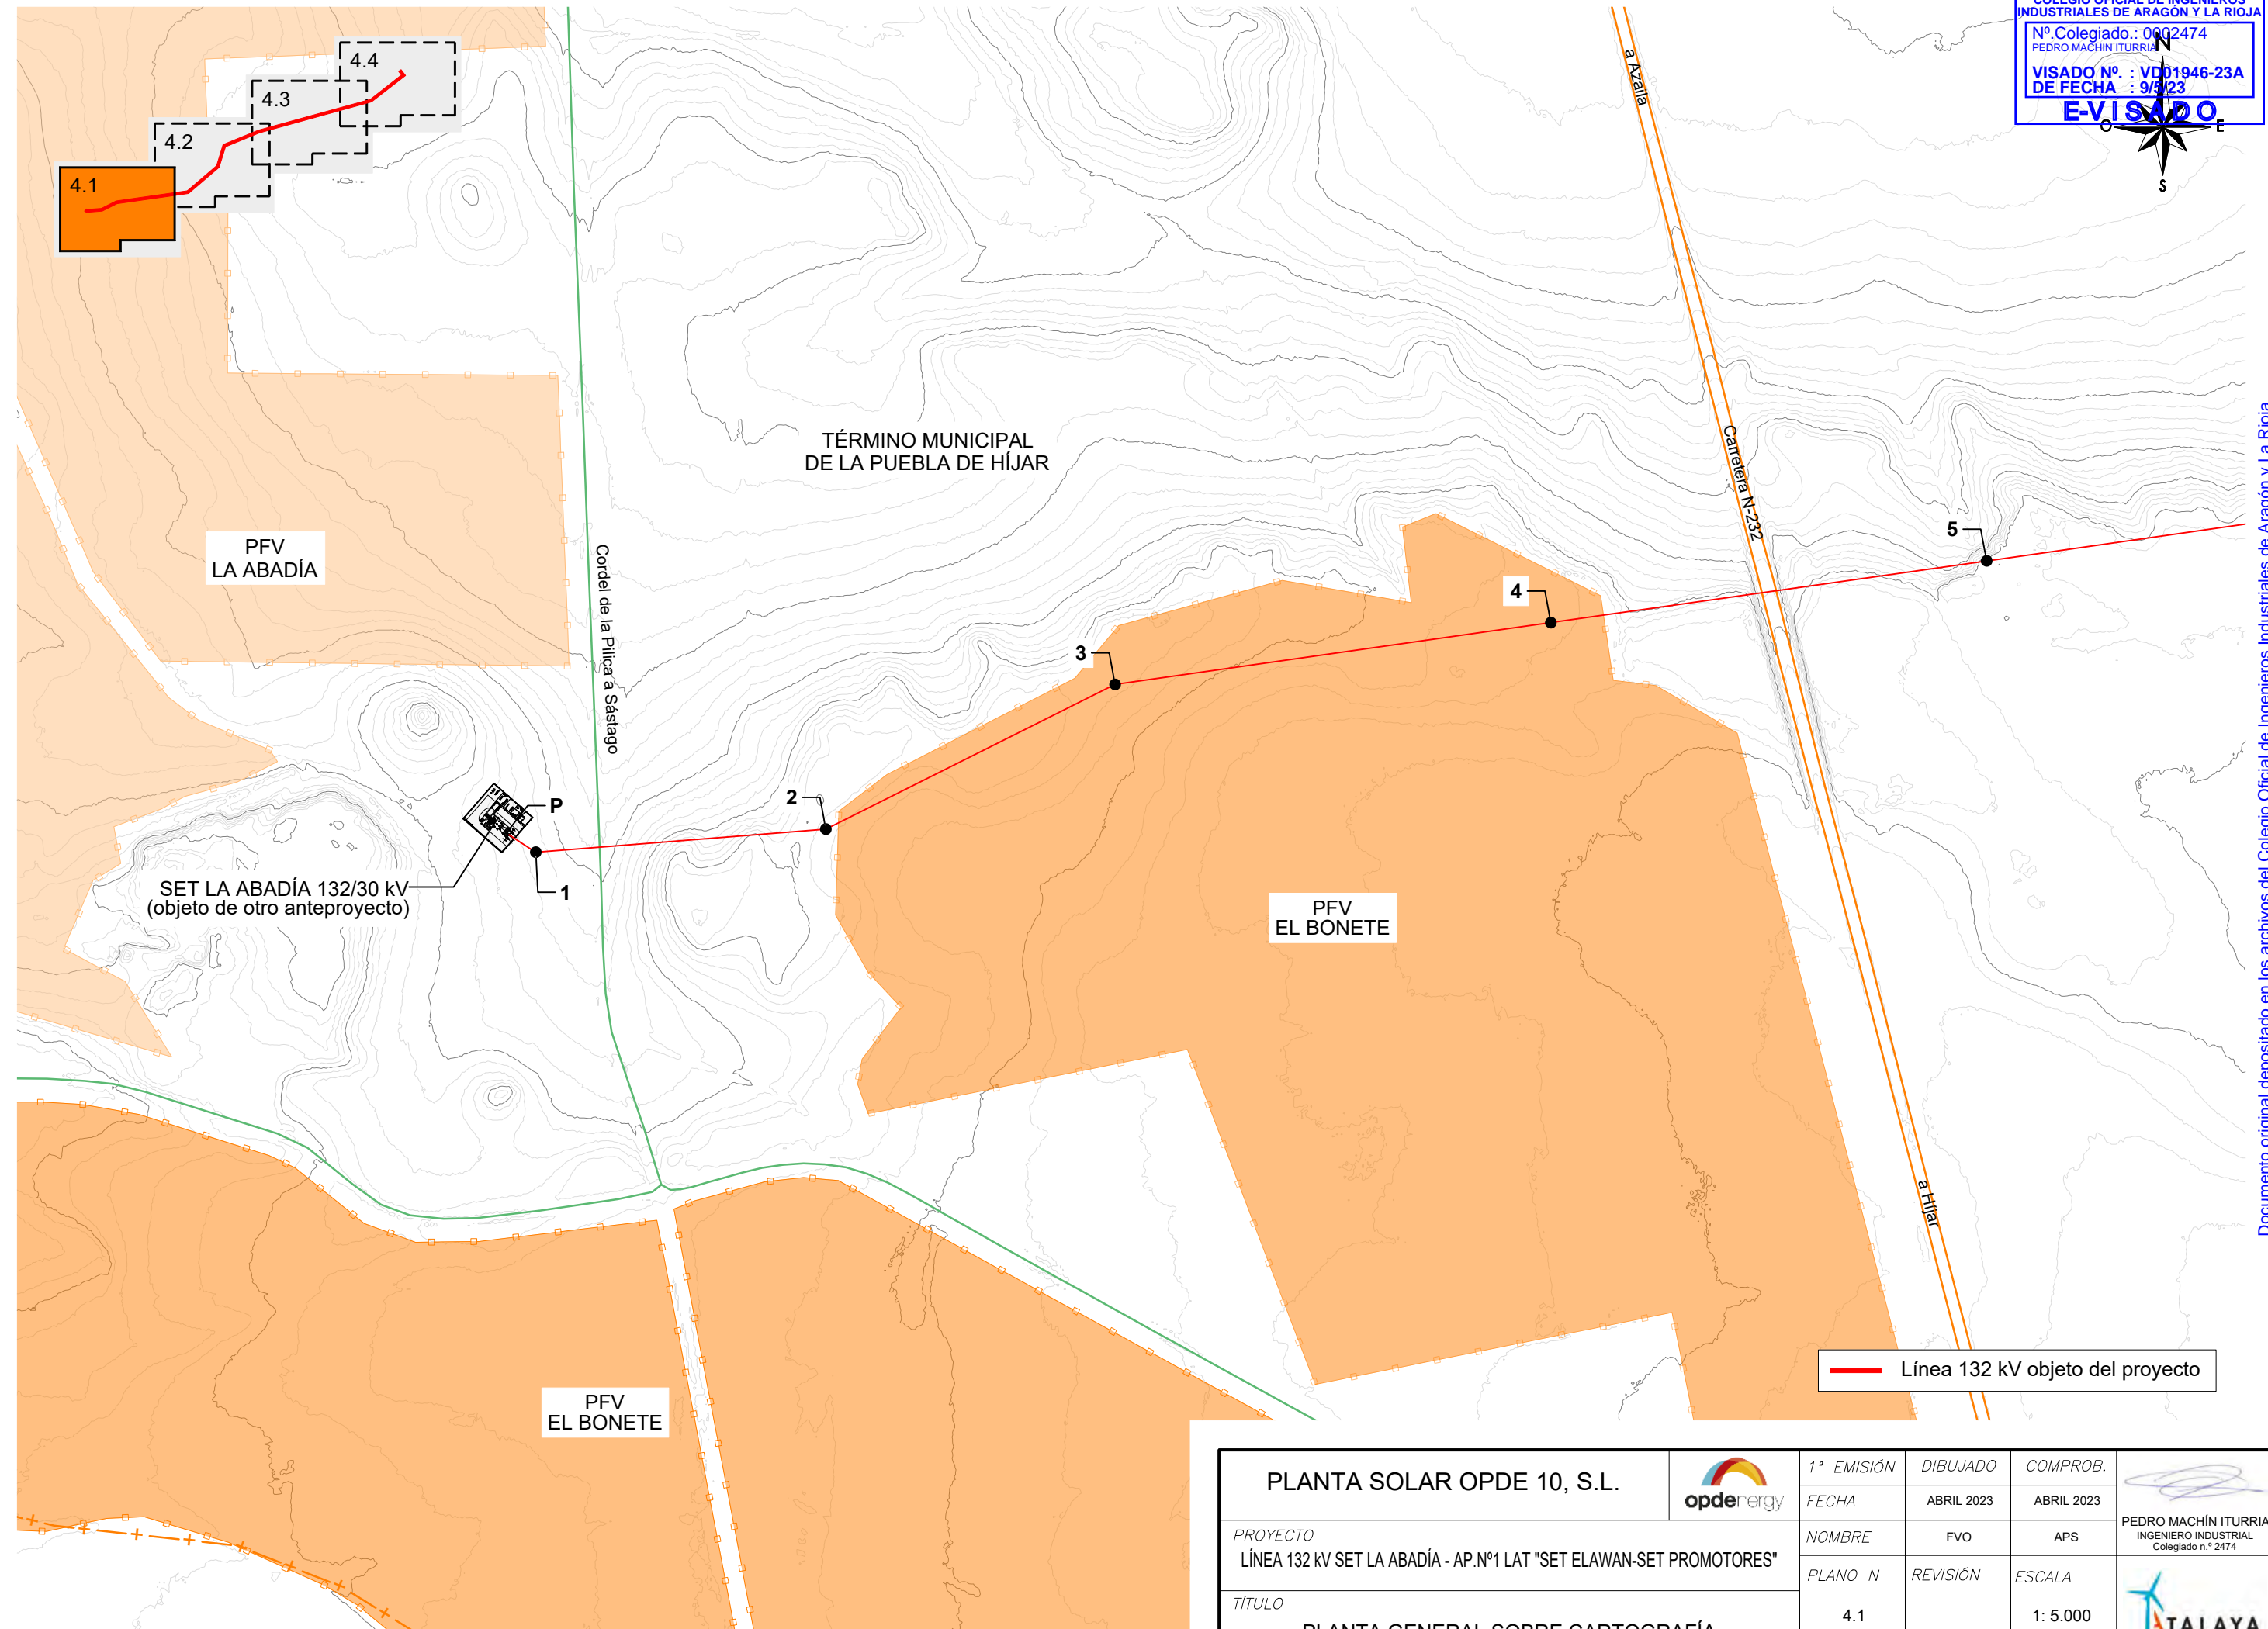 COLEGIO OFICIAL DE INGENIEROS
INDUSTRIALES DE ARAGÓN Y LA RIOJA
Nº.Colegiado.: 0002474
PEDRO MACHIN ITURRIA
VISADO Nº. : VD01946-23A
DE FECHA : 9/5/23
E-VISADO
N
O
E
S
4.4
4.3
4.2
4.1
a Azaila
TÉRMINO MUNICIPAL
DE LA PUEBLA DE HÍJAR
Carretera N-232
PFV
LA ABADÍA
Cordel de la Pilica a Sástago
5
4
3
2
P
1
SET LA ABADÍA 132/30 kV
(objeto de otro anteproyecto)
PFV
EL BONETE
a Híjar
PFV
EL BONETE
Línea 132 kV objeto del proyecto
Documento original depositado en los archivos del Colegio Oficial de Ingenieros Industriales de Aragón y La Rioja
PLANTA SOLAR OPDE 10, S.L.
opdenergy
1ª EMISIÓN
DIBUJADO
COMPROB.
FECHA
ABRIL 2023
ABRIL 2023
NOMBRE
FVO
APS
PEDRO MACHÍN ITURRIA
INGENIERO INDUSTRIAL
Colegiado n.º 2474
PROYECTO
LÍNEA 132 kV SET LA ABADÍA - AP.Nº1 LAT "SET ELAWAN-SET PROMOTORES"
PLANO N
REVISIÓN
ESCALA
4.1
1: 5.000
TÍTULO
PLANTA GENERAL SOBRE CARTOGRAFÍA
ATALAYA